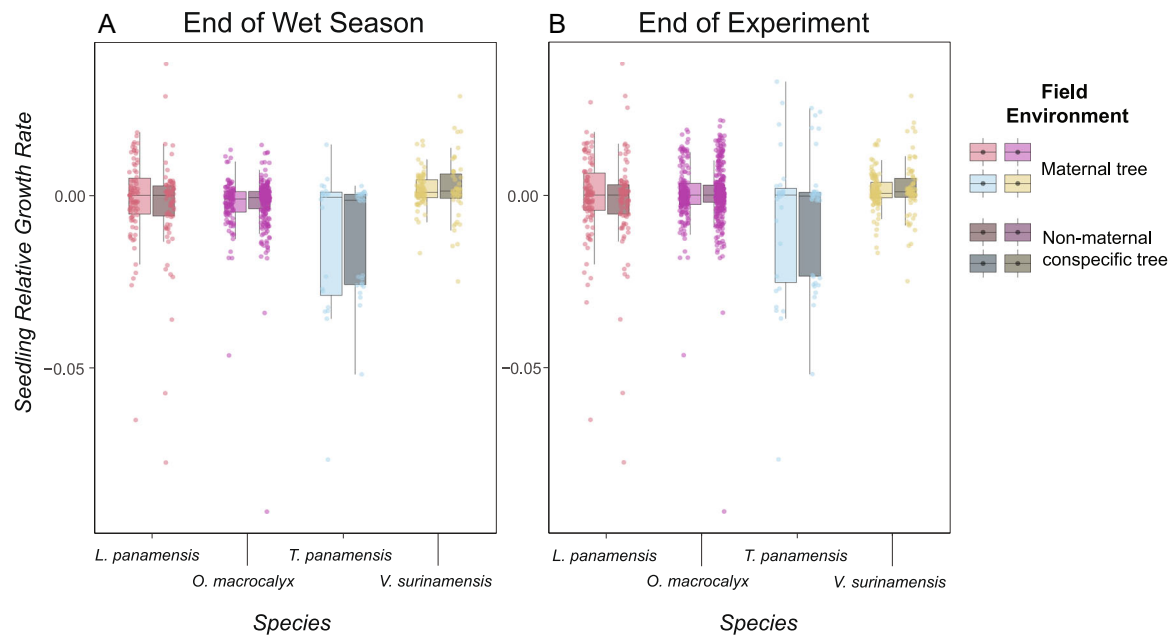 A End of Wet Season
B End of Experiment
Seedling Relative Growth Rate
0.00
−0.05
0.00
−0.05
L. panamensis
T. panamensis
O. macrocalyx
V. surinamensis
L. panamensis
T. panamensis
O. macrocalyx
V. surinamensis
Species
Species
Field
Environment
Maternal tree
Non-maternal
conspecific tree